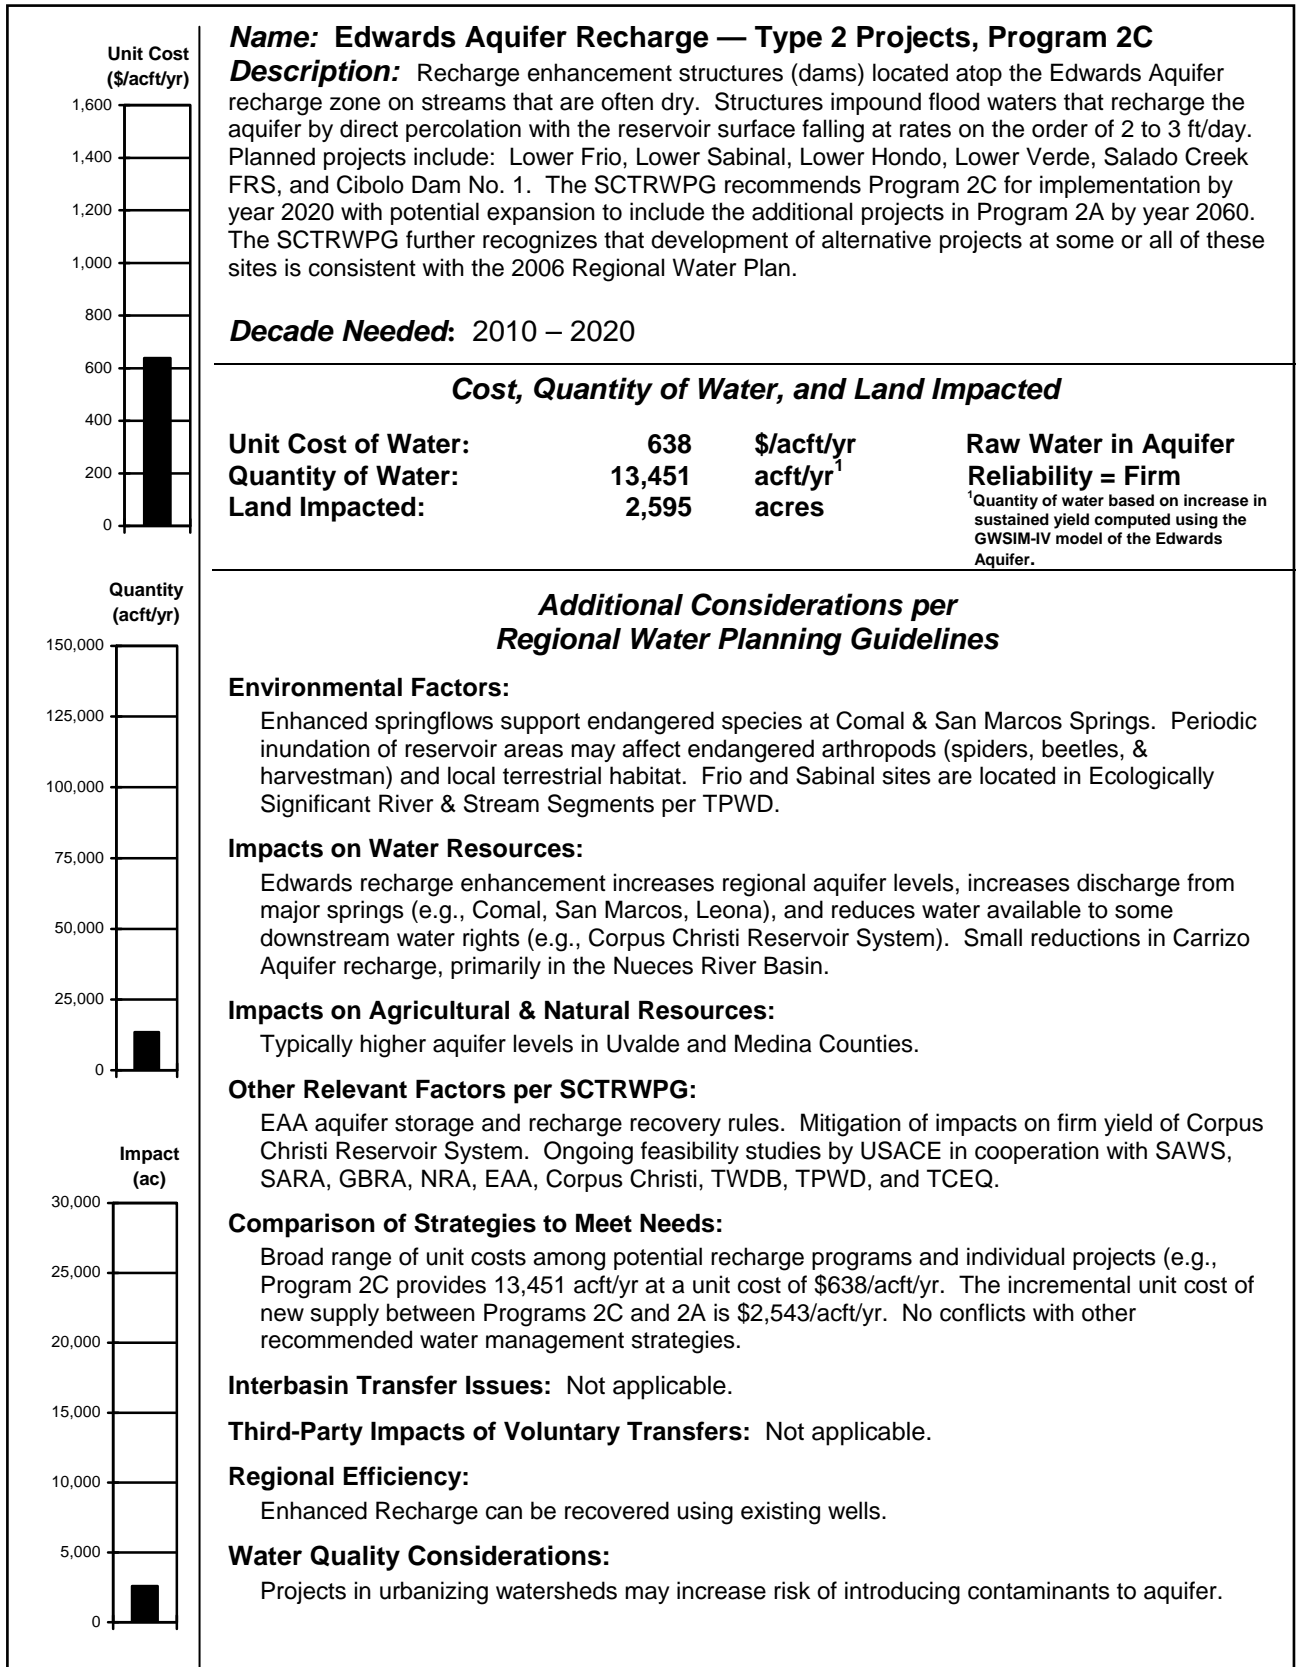 Unit Cost
($/acft/yr)
1,600
1,400
1,200
1,000
800
600
400
200
0
Quantity
(acft/yr)
150,000
125,000
100,000
75,000
50,000
25,000
0
Impact
(ac)
30,000
25,000
20,000
15,000
10,000
5,000
0
Name: Edwards Aquifer Recharge — Type 2 Projects, Program 2C
Description: Recharge enhancement structures (dams) located atop the Edwards Aquifer
recharge zone on streams that are often dry. Structures impound flood waters that recharge the
aquifer by direct percolation with the reservoir surface falling at rates on the order of 2 to 3 ft/day.
Planned projects include: Lower Frio, Lower Sabinal, Lower Hondo, Lower Verde, Salado Creek
FRS, and Cibolo Dam No. 1. The SCTRWPG recommends Program 2C for implementation by
year 2020 with potential expansion to include the additional projects in Program 2A by year 2060.
The SCTRWPG further recognizes that development of alternative projects at some or all of these
sites is consistent with the 2006 Regional Water Plan.
Decade Needed: 2010 – 2020
Cost, Quantity of Water, and Land Impacted
Unit Cost of Water: 638 $/acft/yr Raw Water in Aquifer
Quantity of Water: 13,451 acft/yr1 Reliability = Firm
Land Impacted: 2,595 acres
1Quantity of water based on increase in
sustained yield computed using the
GWSIM-IV model of the Edwards
Aquifer.
Additional Considerations per
Regional Water Planning Guidelines
Environmental Factors:
Enhanced springflows support endangered species at Comal & San Marcos Springs. Periodic
inundation of reservoir areas may affect endangered arthropods (spiders, beetles, &
harvestman) and local terrestrial habitat. Frio and Sabinal sites are located in Ecologically
Significant River & Stream Segments per TPWD.
Impacts on Water Resources:
Edwards recharge enhancement increases regional aquifer levels, increases discharge from
major springs (e.g., Comal, San Marcos, Leona), and reduces water available to some
downstream water rights (e.g., Corpus Christi Reservoir System). Small reductions in Carrizo
Aquifer recharge, primarily in the Nueces River Basin.
Impacts on Agricultural & Natural Resources:
Typically higher aquifer levels in Uvalde and Medina Counties.
Other Relevant Factors per SCTRWPG:
EAA aquifer storage and recharge recovery rules. Mitigation of impacts on firm yield of Corpus
Christi Reservoir System. Ongoing feasibility studies by USACE in cooperation with SAWS,
SARA, GBRA, NRA, EAA, Corpus Christi, TWDB, TPWD, and TCEQ.
Comparison of Strategies to Meet Needs:
Broad range of unit costs among potential recharge programs and individual projects (e.g.,
Program 2C provides 13,451 acft/yr at a unit cost of $638/acft/yr. The incremental unit cost of
new supply between Programs 2C and 2A is $2,543/acft/yr. No conflicts with other
recommended water management strategies.
Interbasin Transfer Issues: Not applicable.
Third-Party Impacts of Voluntary Transfers: Not applicable.
Regional Efficiency:
Enhanced Recharge can be recovered using existing wells.
Water Quality Considerations:
Projects in urbanizing watersheds may increase risk of introducing contaminants to aquifer.